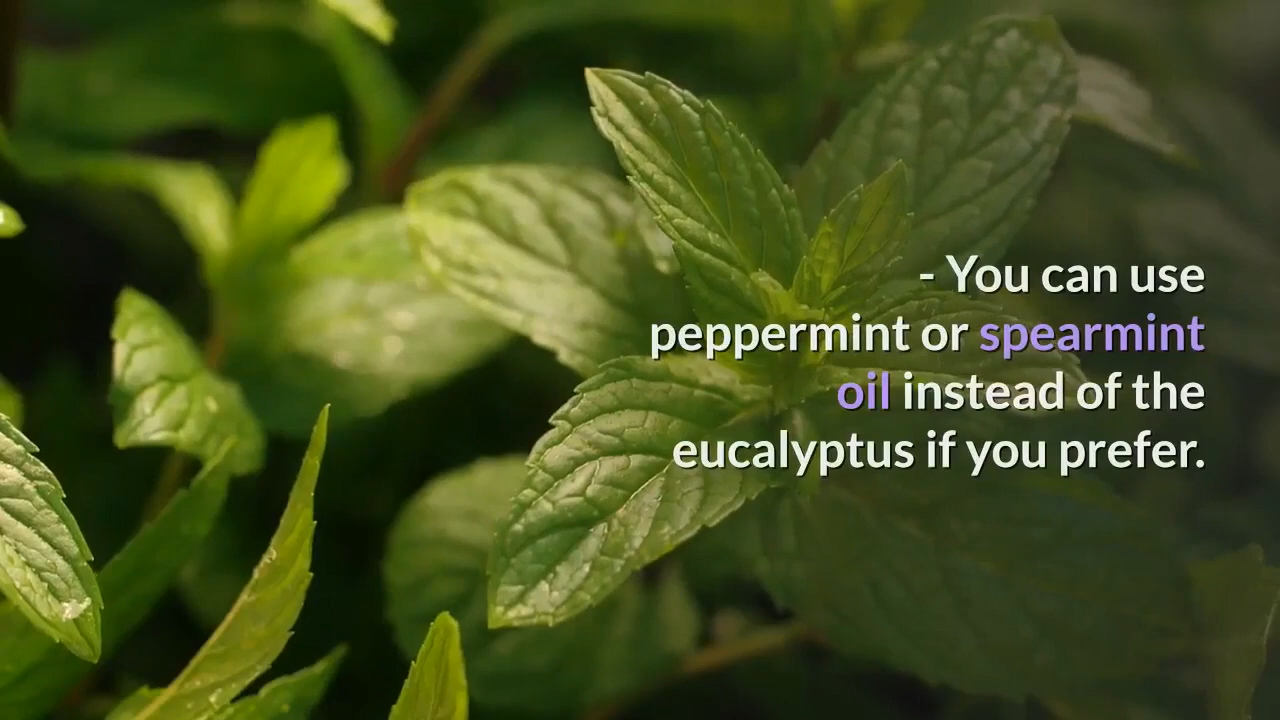 - You can use
peppermint or spearmint
oil instead of the
eucalyptus if you prefer.